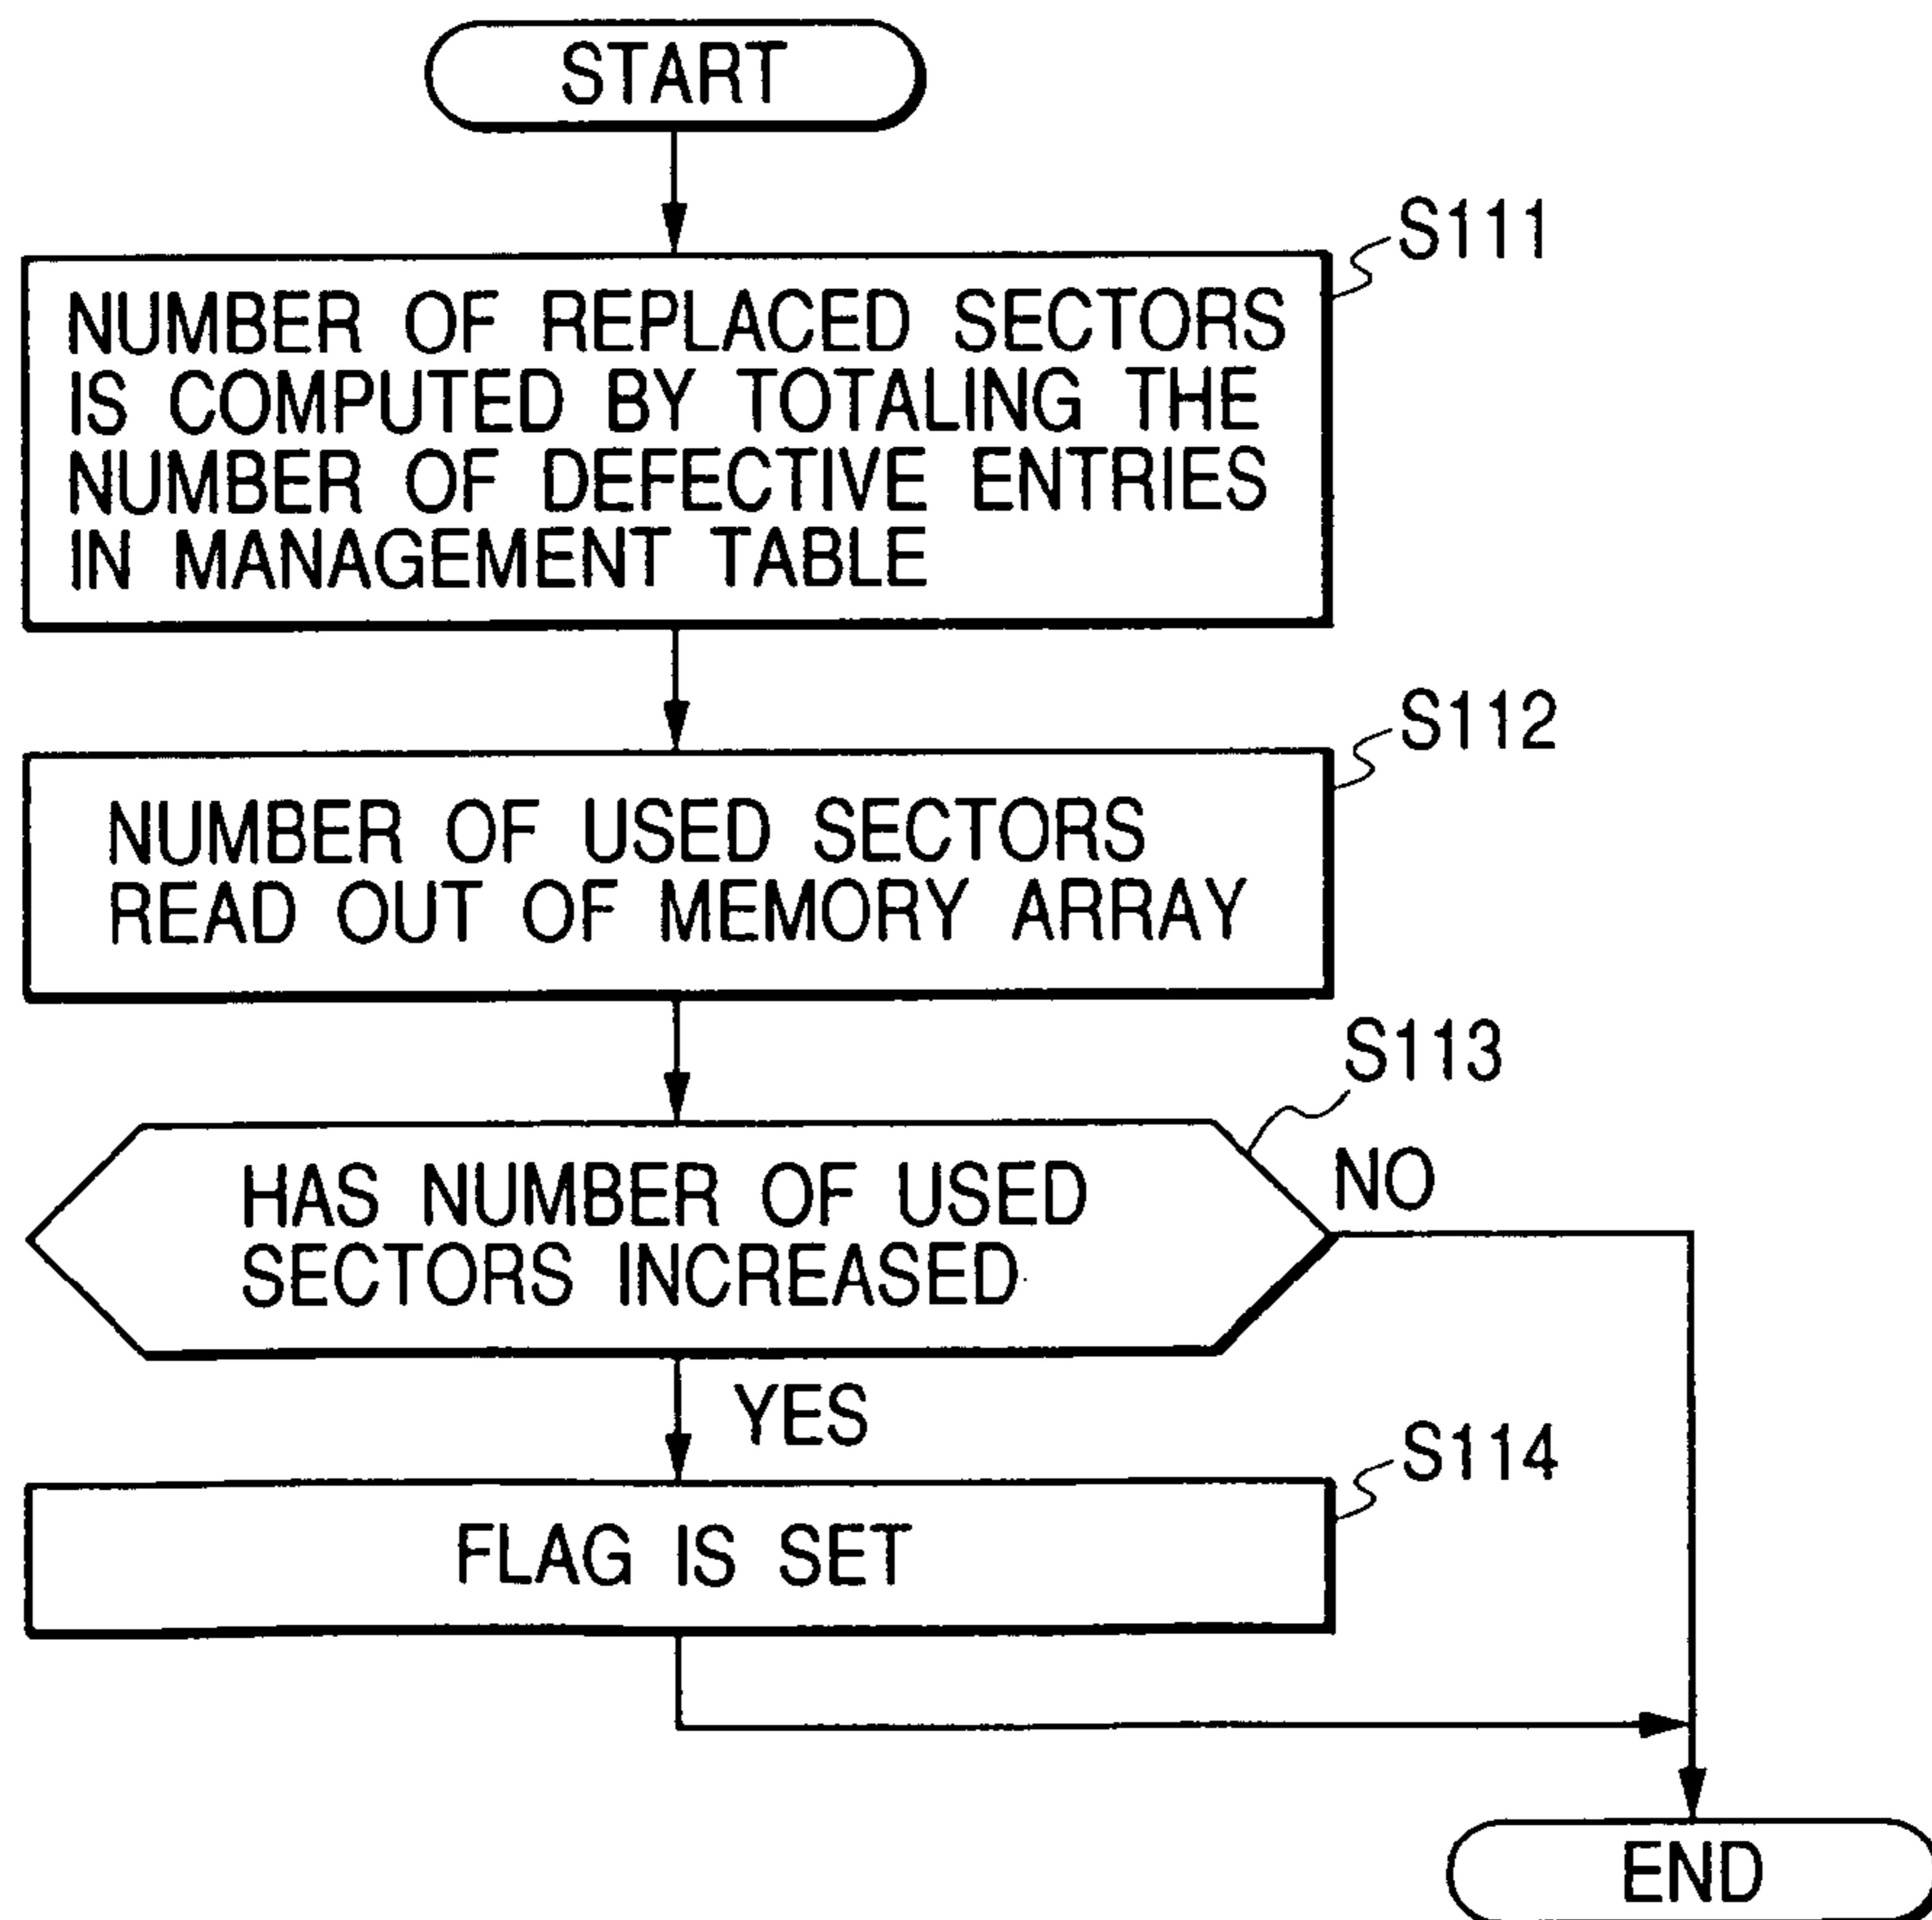 START
S111
NUMBER OF REPLACED SECTORS
IS COMPUTED BY TOTALING THE
NUMBER OF DEFECTIVE ENTRIES
IN MANAGEMENT TABLE
S112
NUMBER OF USED SECTORS
READ OUT OF MEMORY ARRAY
S113
HAS NUMBER OF USED
SECTORS INCREASED
NO
YES
S114
FLAG IS SET
END